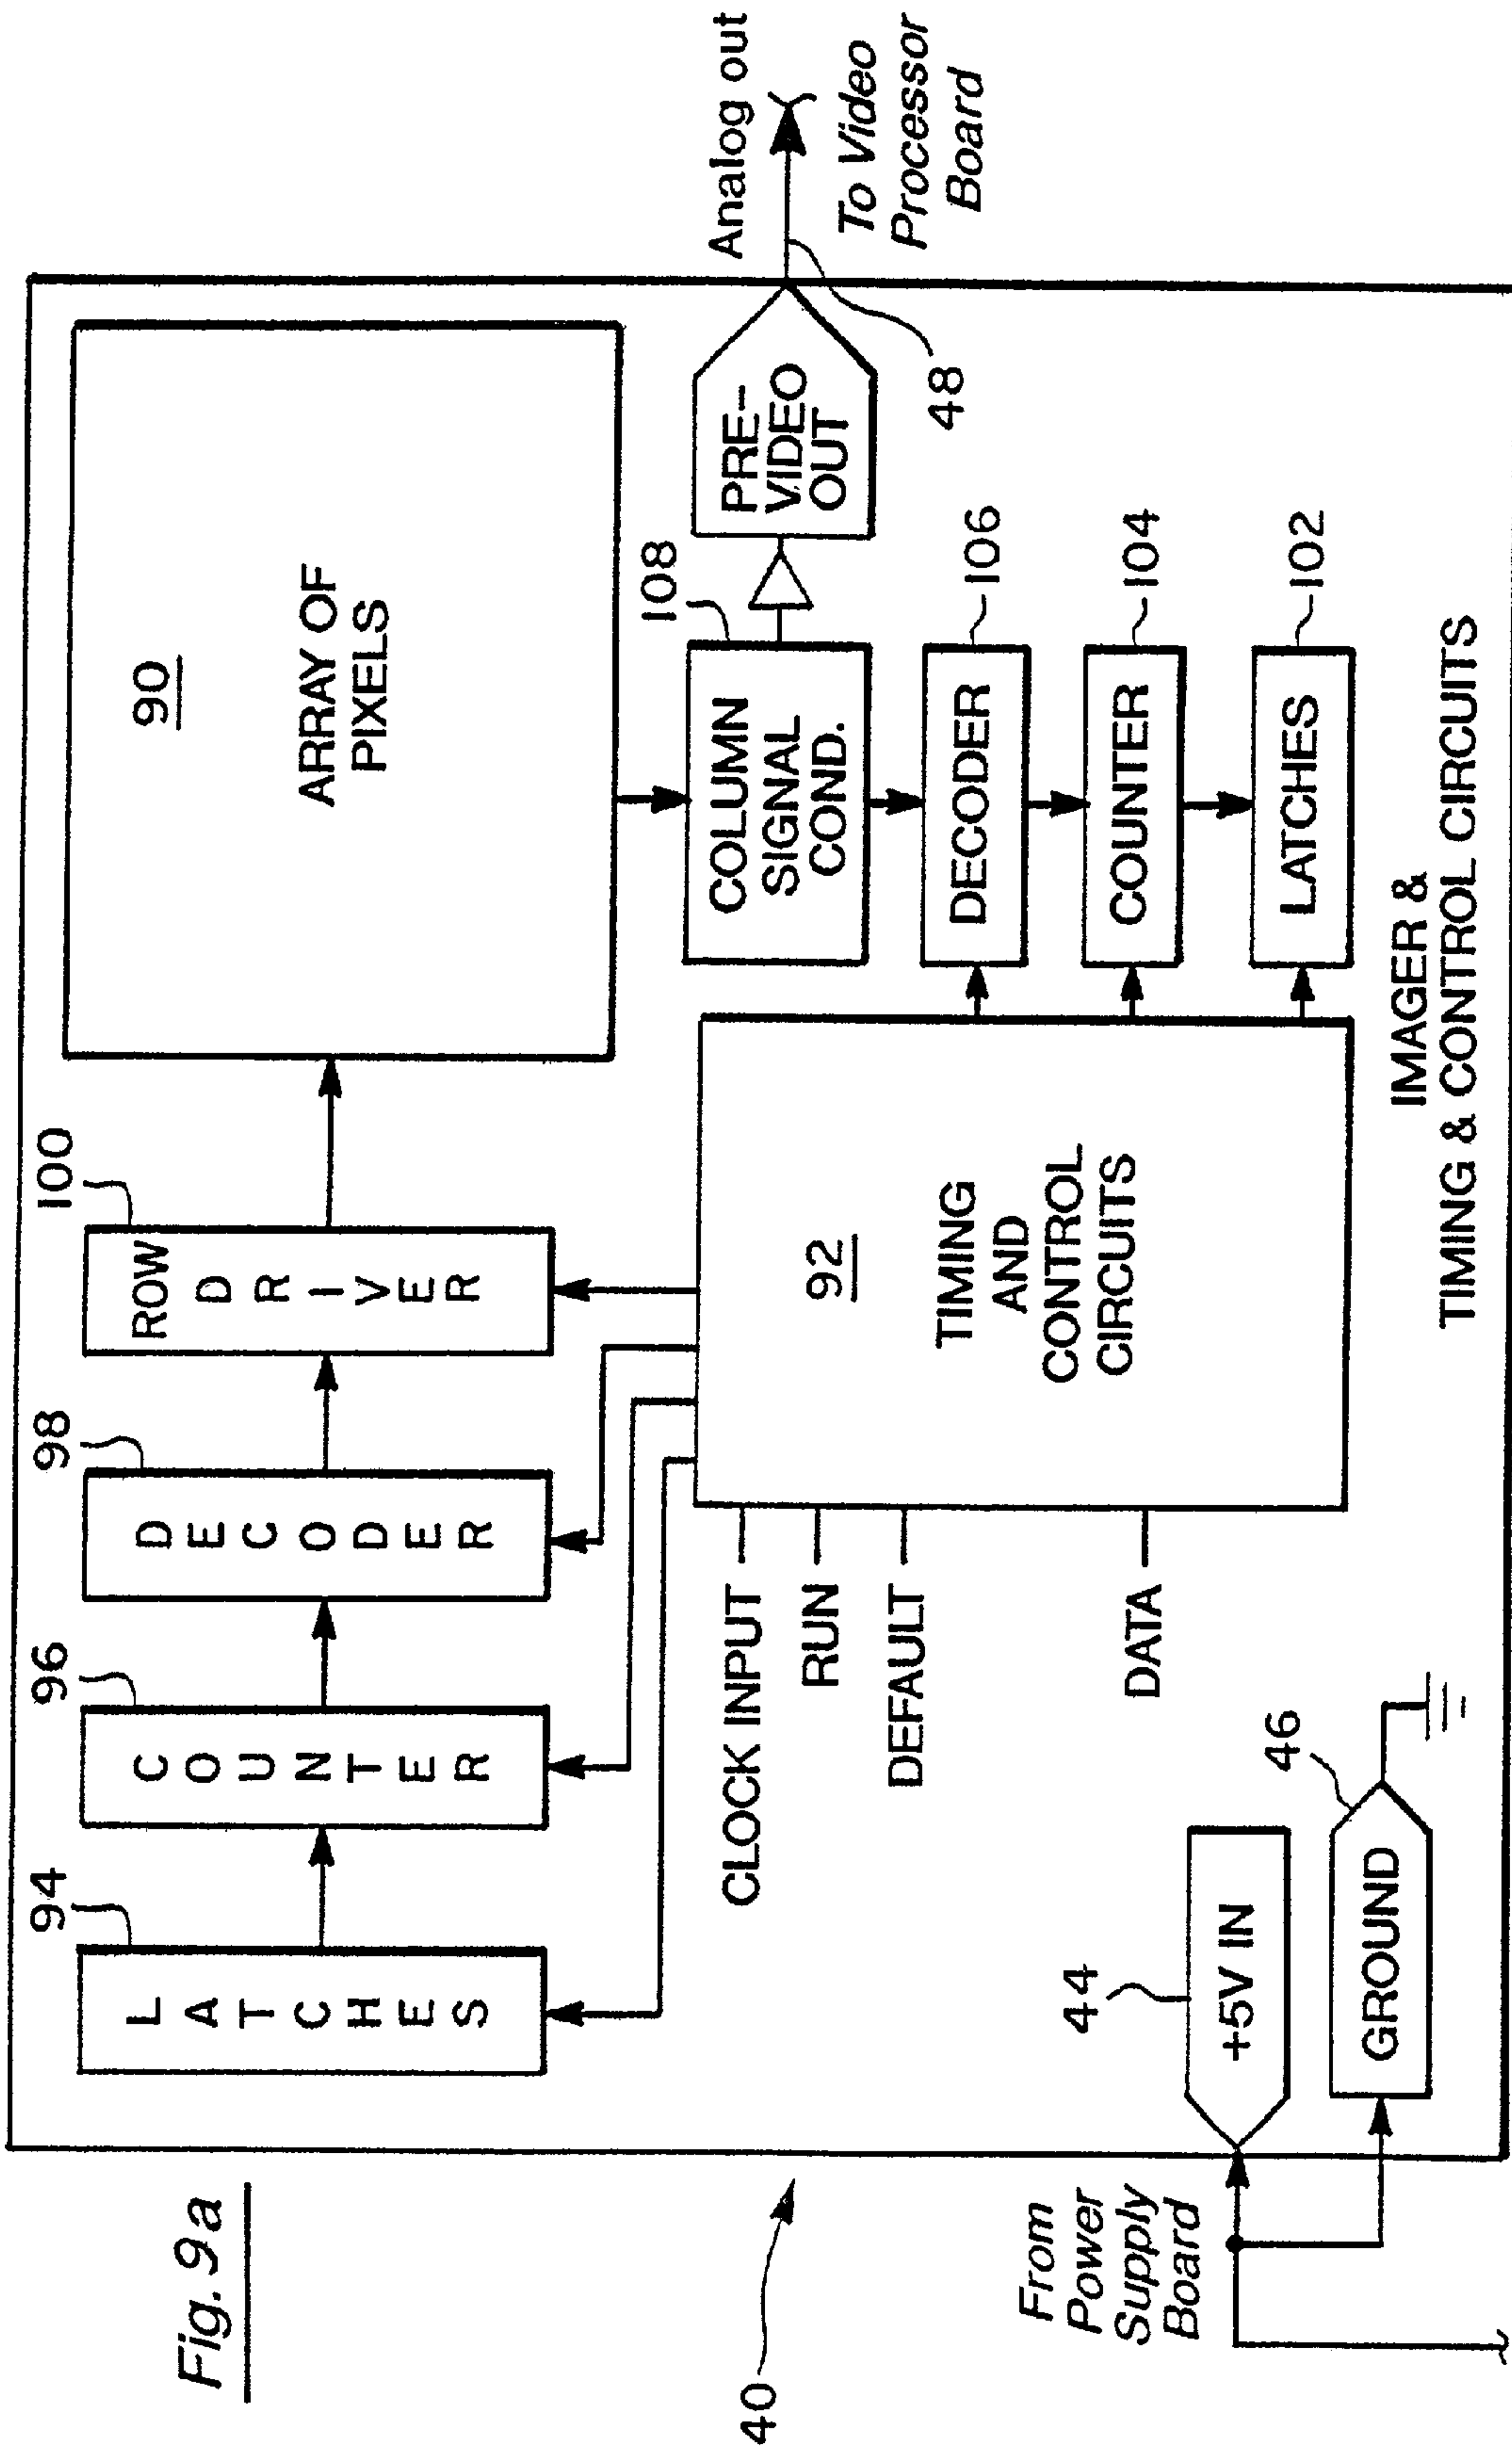 Fig. 9a
40
94
96
98
100
LATCHES
COUNTER
DECODER
ROW
DRIVER
90
ARRAY OF
PIXELS
108
COLUMN
SIGNAL
COND.
PRE-
VIDEO
OUT
Analog out
48
To Video
Processor
Board
92
TIMING
AND
CONTROL
CIRCUITS
CLOCK INPUT
RUN
DEFAULT
DATA
DECODER
106
COUNTER
104
LATCHES
102
From
Power
Supply
Board
44
+5V IN
46
GROUND
IMAGER &
TIMING & CONTROL CIRCUITS